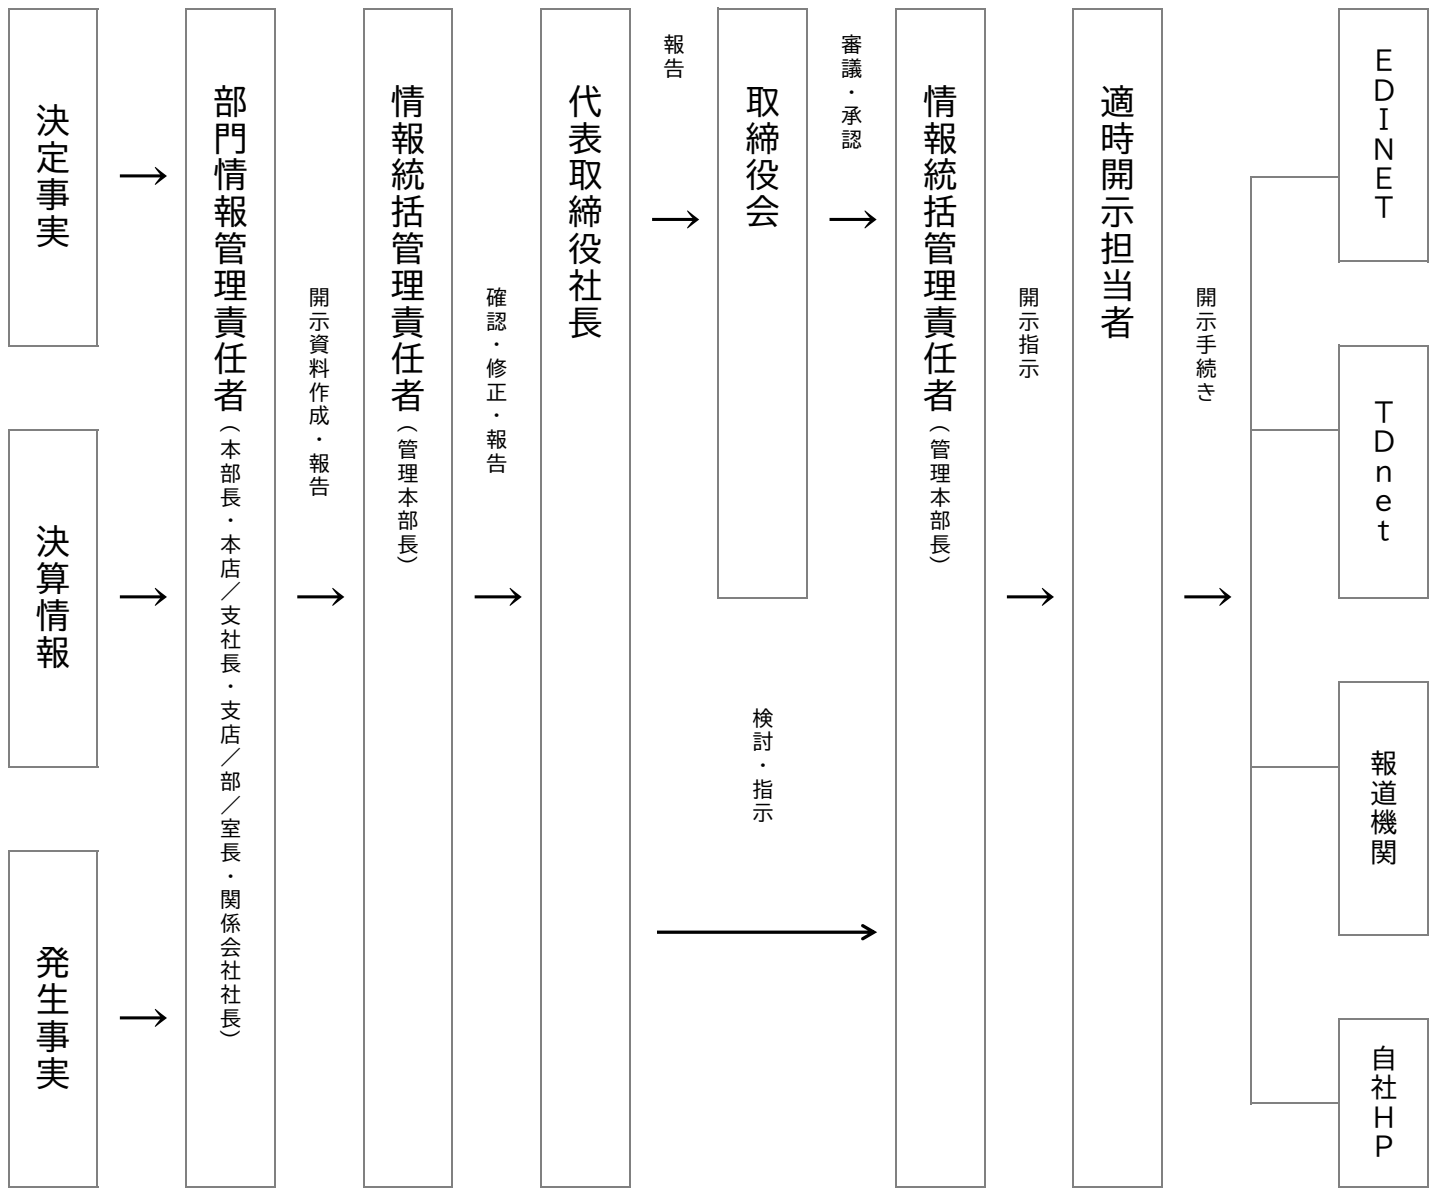 決定事実
決算情報
発生事実
部門情報管理責任者（本部長・本店／支社長・支店／部／室長・関係会社社長）
開示資料作成・報告
情報統括管理責任者（管理本部長）
確認・修正・報告
代表取締役社長
報告
取締役会
審議・承認
検討・指示
情報統括管理責任者（管理本部長）
開示指示
適時開示担当者
開示手続き
ＥＤＩＮＥＴ
ＴＤｎｅｔ
報道機関
自社ＨＰ